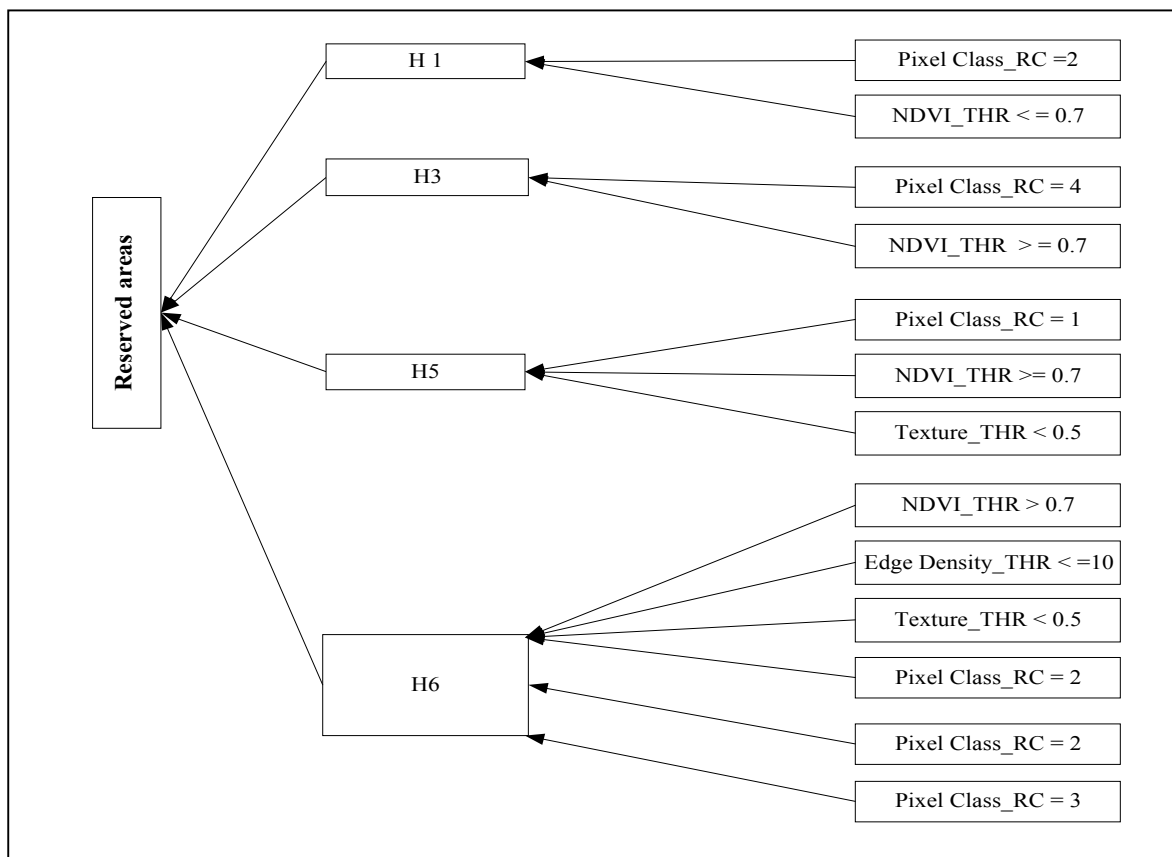 Reserved areas
H 1
Pixel Class_RC =2
NDVI_THR < = 0.7
H3
Pixel Class_RC = 4
NDVI_THR  > = 0.7
H5
Pixel Class_RC = 1
NDVI_THR >= 0.7
Texture_THR < 0.5
H6
NDVI_THR > 0.7
Edge Density_THR < =10
Texture_THR < 0.5
Pixel Class_RC = 2
Pixel Class_RC = 2
Pixel Class_RC = 3